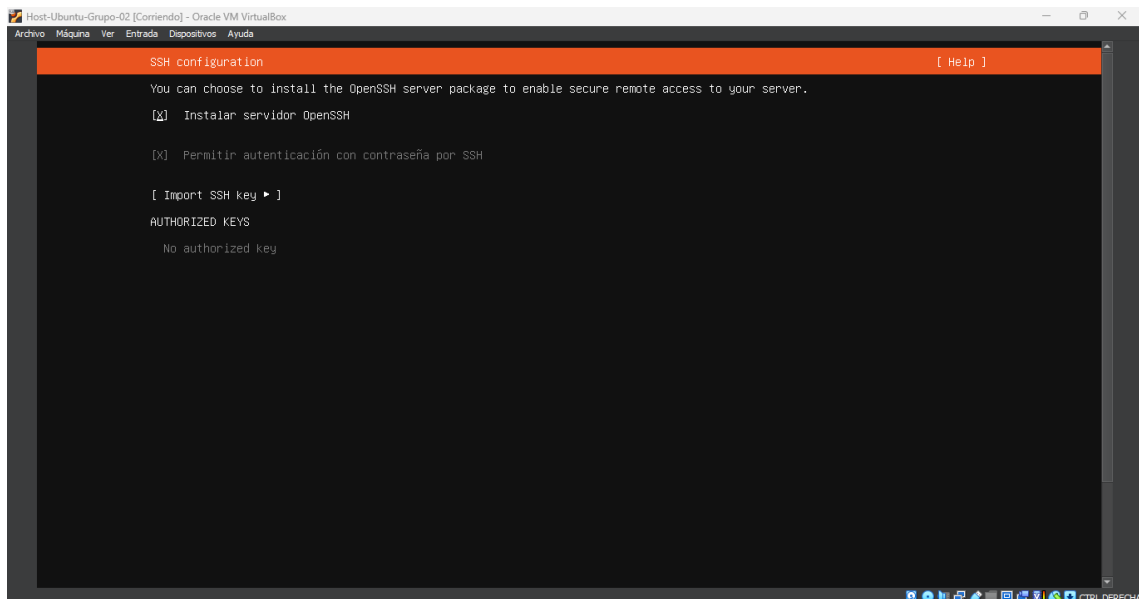 Host-Ubuntu-Grupo-02 [Corriendo] - Oracle VM VirtualBox
Archivo Máquina Ver Entrada Dispositivos Ayuda
SSH configuration [ Help ]
You can choose to install the OpenSSH server package to enable secure remote access to your server.
[X] Instalar servidor OpenSSH
[X] Permitir autenticación con contraseña por SSH
[ Import SSH key ▸ ]
AUTHORIZED KEYS
No authorized key
CTRL DERECHA